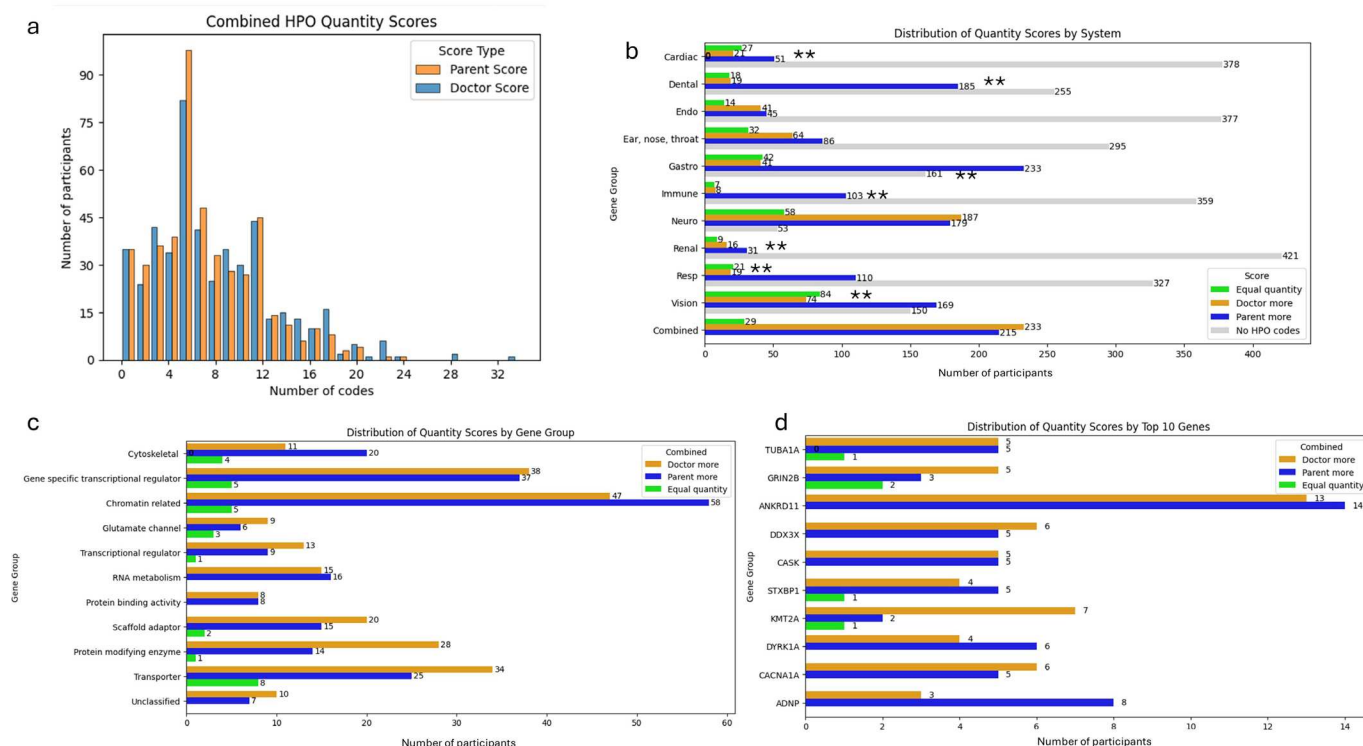 a
Combined HPO Quantity Scores
Score Type
Parent Score
Doctor Score
Number of participants
90
75
60
45
30
15
0
0 4 8 12 16 20 24 28 32
Number of codes
b
Distribution of Quantity Scores by System
Gene Group
Cardiac
27
0 21
51
378
**
Dental
18
19
185
255
**
Endo
14
41
45
377
Ear, nose, throat
32
64
86
295
Gastro
42
41
233
161
**
Immune
7
8
103
359
**
Neuro
58
187
179
53
Renal
9
16
31
421
**
Resp
21
19
110
327
**
Vision
84
74
169
150
**
Combined
29
233
215
Score
Equal quantity
Doctor more
Parent more
No HPO codes
0 50 100 150 200 250 300 350 400
Number of participants
c
Distribution of Quantity Scores by Gene Group
Gene Group
Combined
Doctor more
Parent more
Equal quantity
Cytoskeletal
11
0 20
4
Gene specific transcriptional regulator
38
37
5
Chromatin related
47
58
5
Glutamate channel
9
6
3
Transcriptional regulator
13
9
1
RNA metabolism
15
16
Protein binding activity
8
8
Scaffold adaptor
20
15
2
Protein modifying enzyme
28
14
1
Transporter
34
25
8
Unclassified
10
7
0 10 20 30 40 50 60
Number of participants
d
Distribution of Quantity Scores by Top 10 Genes
Gene Group
Combined
Doctor more
Parent more
Equal quantity
TUBA1A
5
0 5
1
GRIN2B
5
3
2
ANKRD11
13
14
DDX3X
6
5
CASK
5
5
STXBP1
4
5
1
KMT2A
7
2
1
DYRK1A
4
6
CACNA1A
6
5
ADNP
3
8
0 2 4 6 8 10 12 14
Number of participants